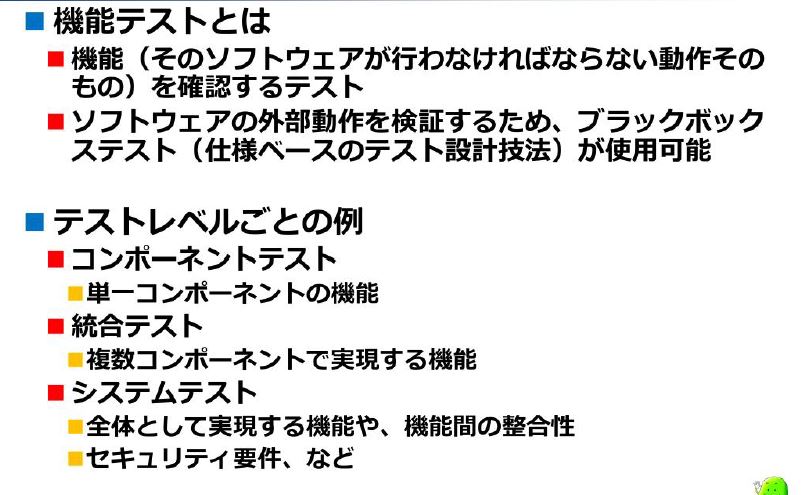 機能テストとは
機能（そのソフトウェアが行わなければならない動作その
もの）を確認するテスト
ソフトウェアの外部動作を検証するため、ブラックボック
ステスト（仕様ベースのテスト設計技法）が使用可能
テストレベルごとの例
コンポーネントテスト
単一コンポーネントの機能
統合テスト
複数コンポーネントで実現する機能
システムテスト
全体として実現する機能や、機能間の整合性
セキュリティ要件、など